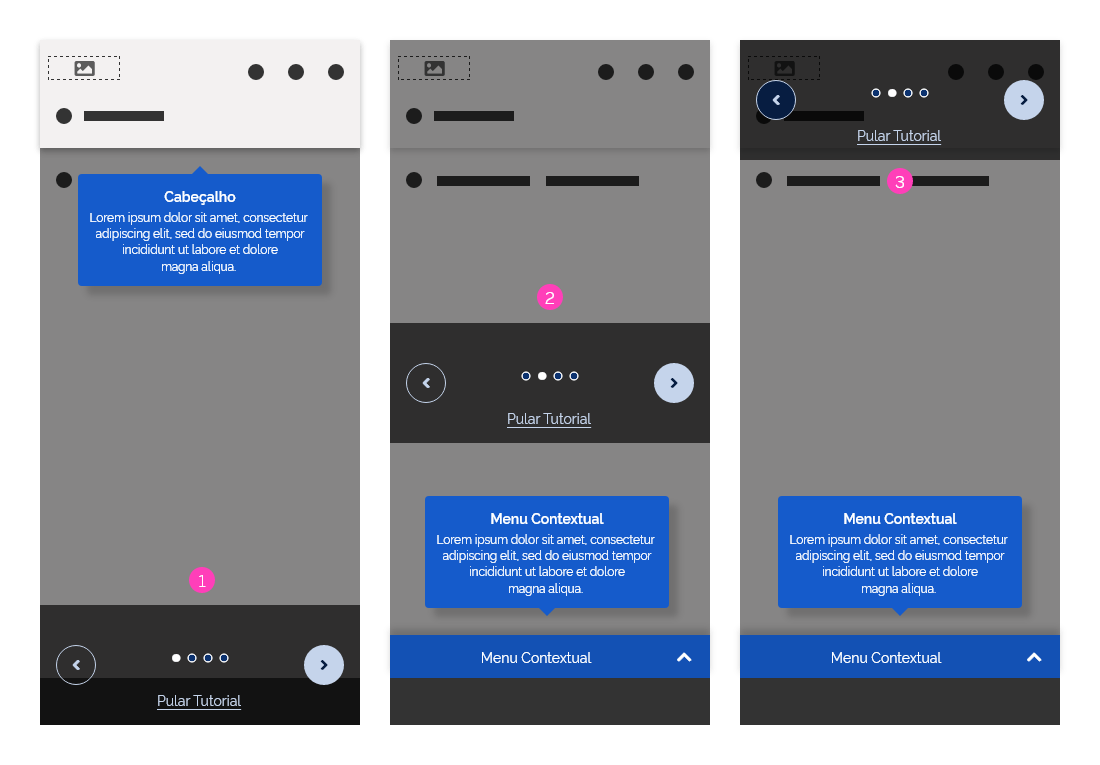 Cabeçalho
Lorem ipsum dolor sit amet, consectetur
adipiscing elit, sed do eiusmod tempor
incididunt ut labore et dolore
magna aliqua.
1
Pular Tutorial
2
Pular Tutorial
Menu Contextual
Lorem ipsum dolor sit amet, consectetur
adipiscing elit, sed do eiusmod tempor
incididunt ut labore et dolore
magna aliqua.
Menu Contextual
Pular Tutorial
3
Menu Contextual
Lorem ipsum dolor sit amet, consectetur
adipiscing elit, sed do eiusmod tempor
incididunt ut labore et dolore
magna aliqua.
Menu Contextual